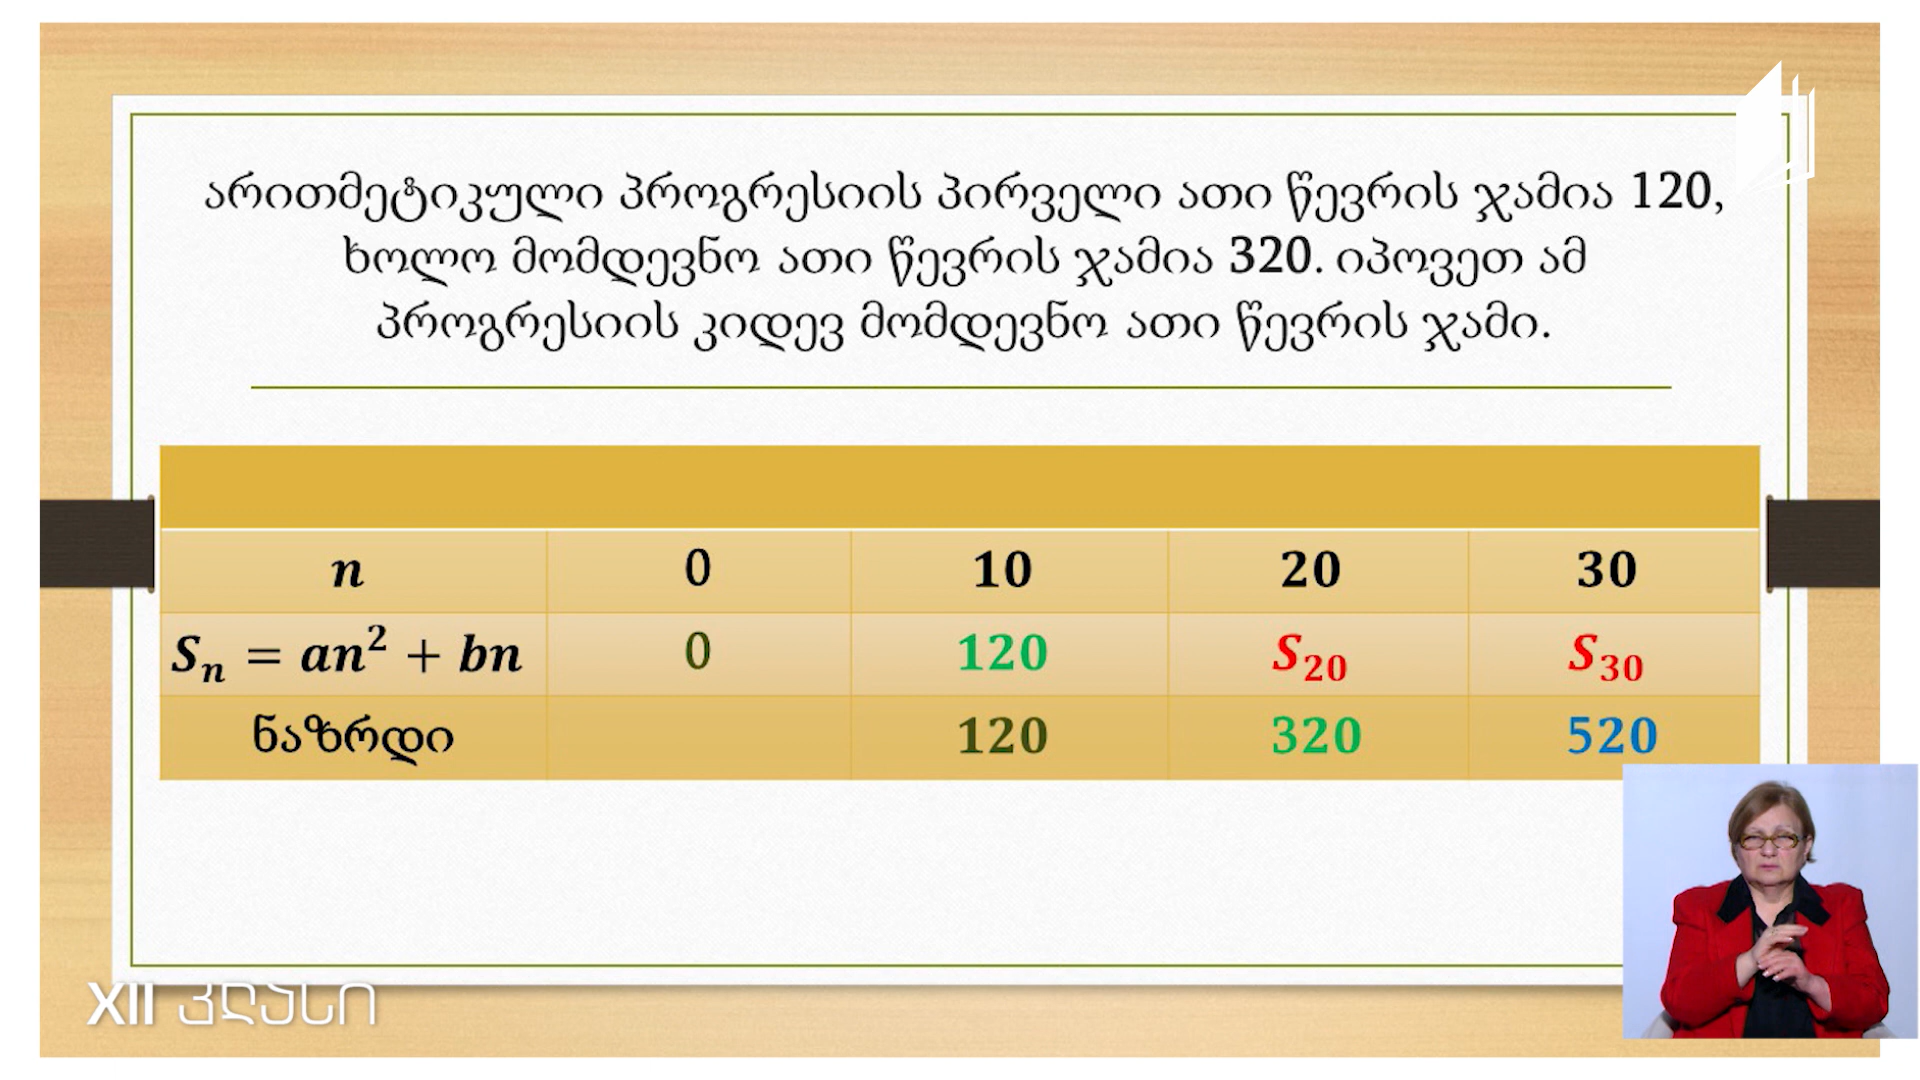 არითმეტიკული პროგრესიის პირველი ათი წევრის ჯამია 120,
ხოლო მომდევნო ათი წევრის ჯამია 320. იპოვეთ ამ
პროგრესიის კიდევ მომდევნო ათი წევრის ჯამი.
n 0 10 20 30
Sₙ = an² + bn 0 120 S₂₀ S₃₀
ნაზრდი 120 320 520
XII კლასი